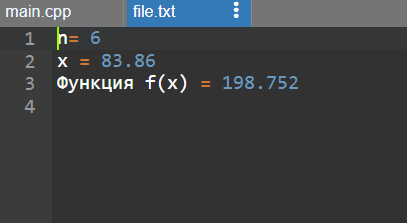 main.cpp file.txt
1 n= 6
2 x = 83.86
3 Функция f(x) = 198.752
4